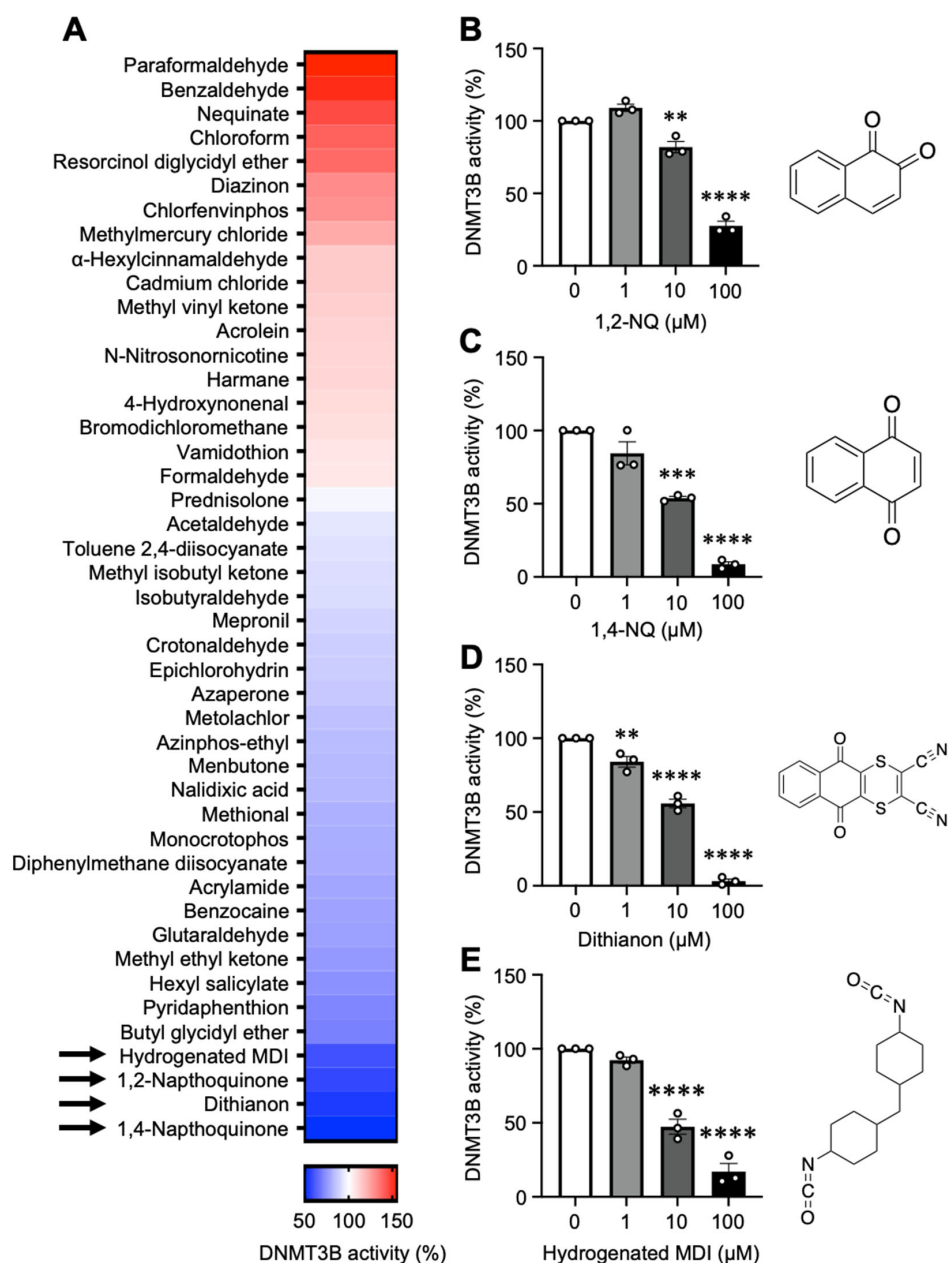 A
Paraformaldehyde
Benzaldehyde
Nequinate
Chloroform
Resorcinol diglycidyl ether
Diazinon
Chlorfenvinphos
Methylmercury chloride
α-Hexylcinnamaldehyde
Cadmium chloride
Methyl vinyl ketone
Acrolein
N-Nitrosonornicotine
Harmane
4-Hydroxynonenal
Bromodichloromethane
Vamidothion
Formaldehyde
Prednisolone
Acetaldehyde
Toluene 2,4-diisocyanate
Methyl isobutyl ketone
Isobutyraldehyde
Mepronil
Crotonaldehyde
Epichlorohydrin
Azaperone
Metolachlor
Azinphos-ethyl
Menbutone
Nalidixic acid
Methional
Monocrotophos
Diphenylmethane diisocyanate
Acrylamide
Benzocaine
Glutaraldehyde
Methyl ethyl ketone
Hexyl salicylate
Pyridaphenthion
Butyl glycidyl ether
Hydrogenated MDI
1,2-Napthoquinone
Dithianon
1,4-Napthoquinone
50 100 150
DNMT3B activity (%)
B
DNMT3B activity (%)
150
100
50
0
**
****
0 1 10 100
1,2-NQ (µM)
O
O
C
DNMT3B activity (%)
150
100
50
0
***
****
0 1 10 100
1,4-NQ (µM)
O
O
D
DNMT3B activity (%)
150
100
50
0
**
****
****
0 1 10 100
Dithianon (µM)
O
S
C N
S
C N
O
E
DNMT3B activity (%)
150
100
50
0
****
****
0 1 10 100
Hydrogenated MDI (µM)
O
C
N
N
C
O